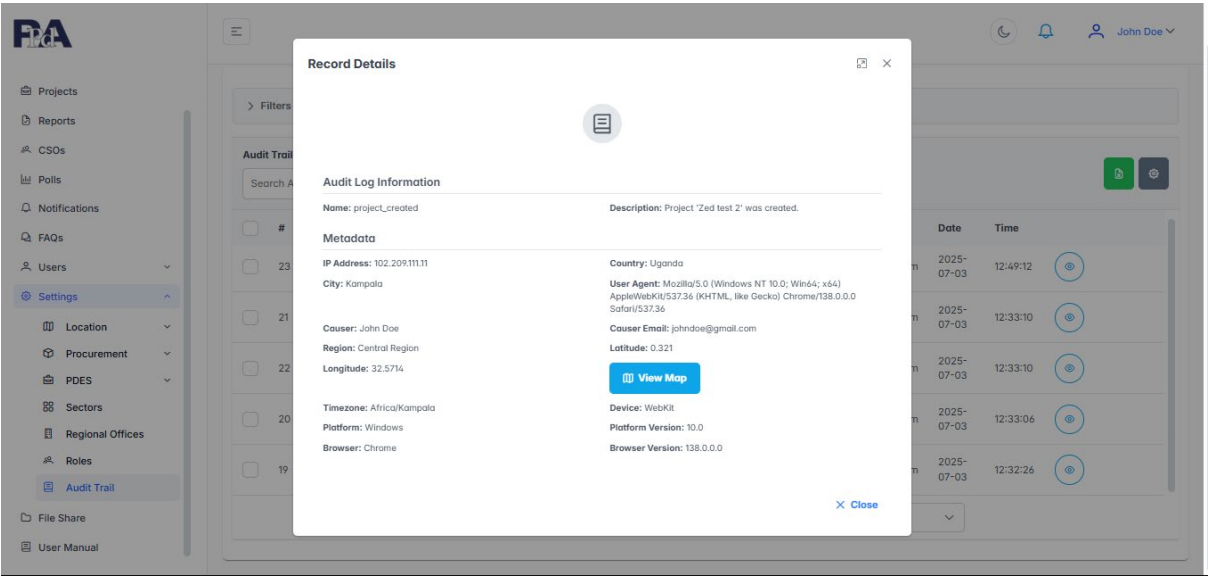 PPdA
John Doe
Projects
Reports
CSOs
Polls
Notifications
FAQs
Users
Settings
Location
Procurement
PDES
Sectors
Regional Offices
Roles
Audit Trail
File Share
User Manual
Filters
Audit Trail
Search A
#
Date
Time
23
2025-
07-03
12:49:12
21
2025-
07-03
12:33:10
22
2025-
07-03
12:33:10
20
2025-
07-03
12:33:06
19
2025-
07-03
12:32:26
Record Details
Audit Log Information
Name: project_created
Description: Project 'Zed test 2' was created.
Metadata
IP Address: 102.209.111.11
Country: Uganda
City: Kampala
User Agent: Mozilla/5.0 (Windows NT 10.0; Win64; x64)
AppleWebKit/537.36 (KHTML, like Gecko) Chrome/138.0.0.0
Safari/537.36
Causer: John Doe
Causer Email: johndoe@gmail.com
Region: Central Region
Latitude: 0.321
Longitude: 32.5714
View Map
Timezone: Africa/Kampala
Device: WebKit
Platform: Windows
Platform Version: 10.0
Browser: Chrome
Browser Version: 138.0.0.0
Close